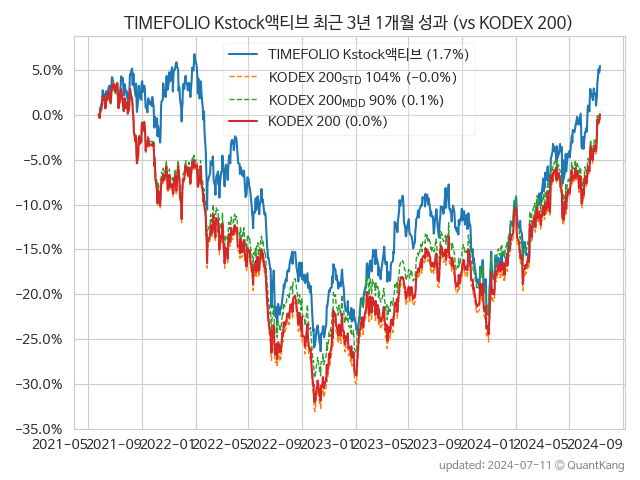 TIMEFOLIO Kstock액티브 최근 3년 1개월 성과 (vs KODEX 200)
TIMEFOLIO Kstock액티브 (1.7%)
KODEX 200STD 104% (−0.0%)
KODEX 200MDD 90% (0.1%)
KODEX 200 (0.0%)
5.0%
0.0%
−5.0%
−10.0%
−15.0%
−20.0%
−25.0%
−30.0%
−35.0%
2021-05 2021-09 2022-01 2022-05 2022-09 2023-01 2023-05 2023-09 2024-01 2024-05 2024-09
updated: 2024-07-11 © QuantKang